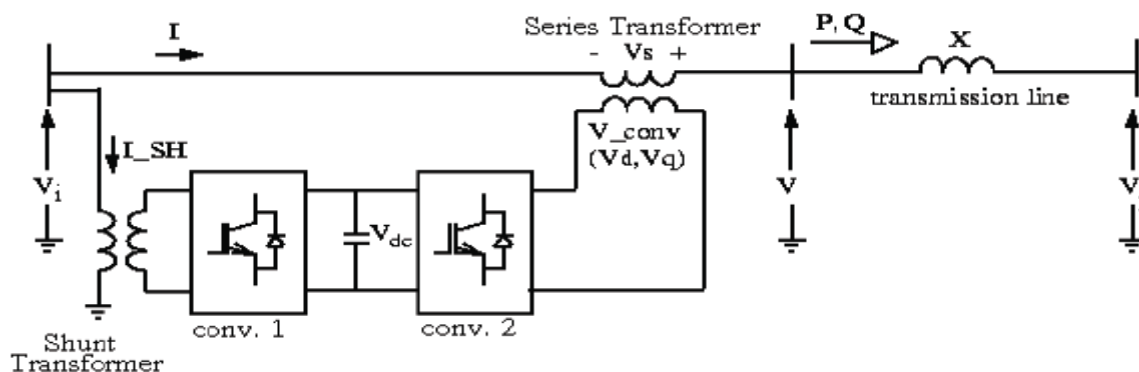 I
Series Transformer
- Vs +
P, Q
X
transmission line
V_conv
(Vd,Vq)
I_SH
Vi
Vdc
V
V
conv. 1
conv. 2
Shunt
Transformer